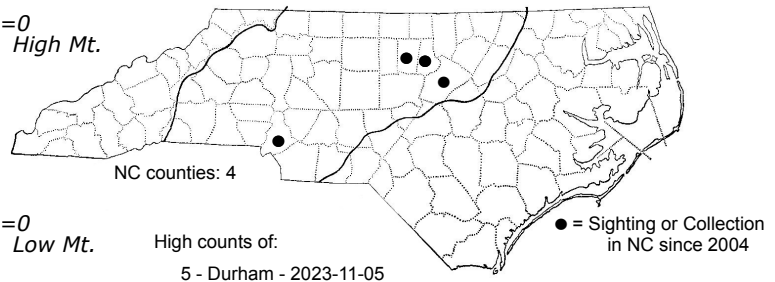 =0
High Mt.
NC counties: 4
=0
Low Mt.
High counts of:
5 - Durham - 2023-11-05
● = Sighting or Collection
in NC since 2004